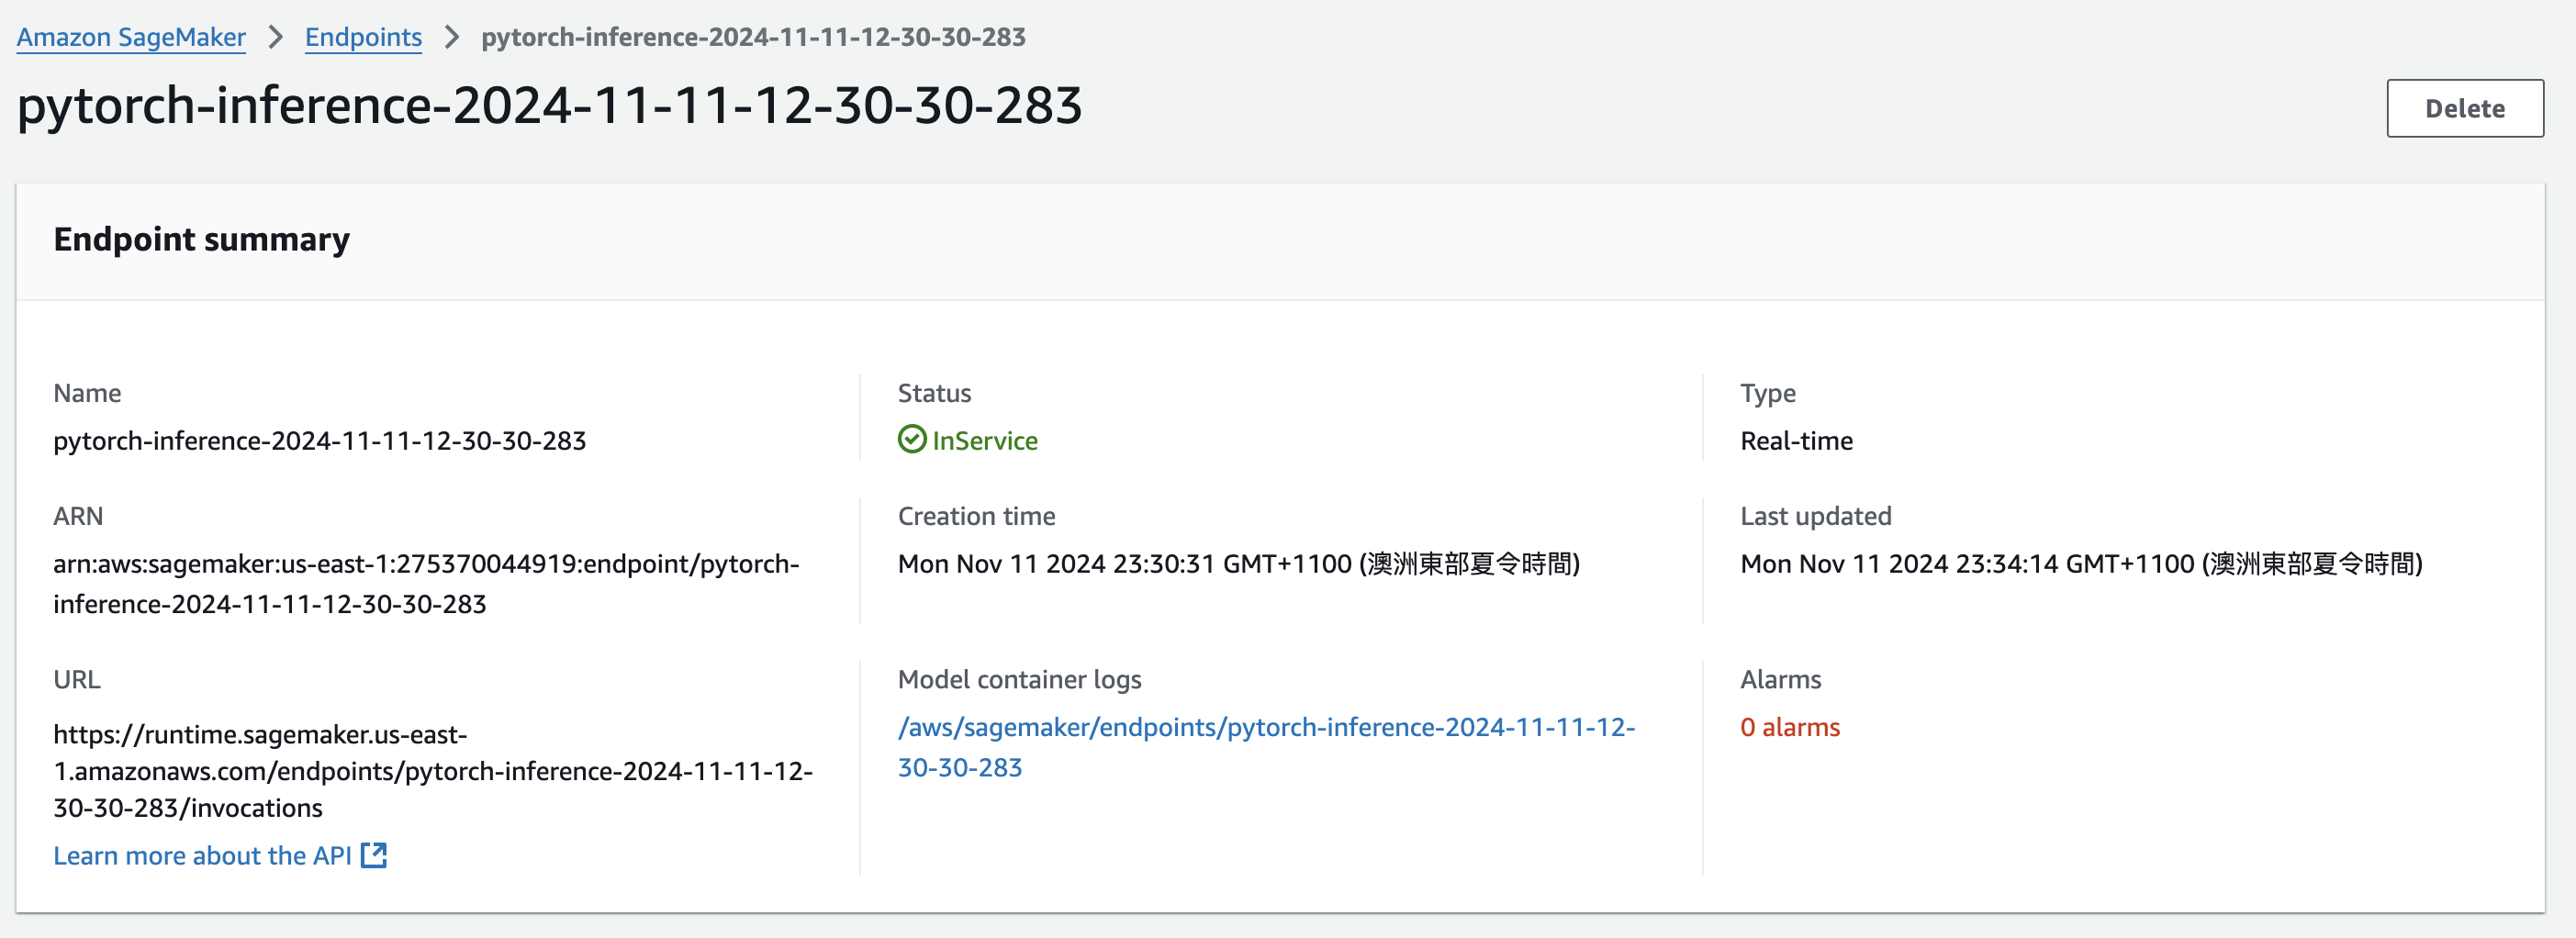 Amazon SageMaker > Endpoints > pytorch-inference-2024-11-11-12-30-30-283
pytorch-inference-2024-11-11-12-30-30-283
Delete
Endpoint summary
Name
pytorch-inference-2024-11-11-12-30-30-283
Status
InService
Type
Real-time
ARN
arn:aws:sagemaker:us-east-1:275370044919:endpoint/pytorch-
inference-2024-11-11-12-30-30-283
Creation time
Mon Nov 11 2024 23:30:31 GMT+1100 (澳洲東部夏令時間)
Last updated
Mon Nov 11 2024 23:34:14 GMT+1100 (澳洲東部夏令時間)
URL
https://runtime.sagemaker.us-east-
1.amazonaws.com/endpoints/pytorch-inference-2024-11-11-12-
30-30-283/invocations
Learn more about the API
Model container logs
/aws/sagemaker/endpoints/pytorch-inference-2024-11-11-12-
30-30-283
Alarms
0 alarms